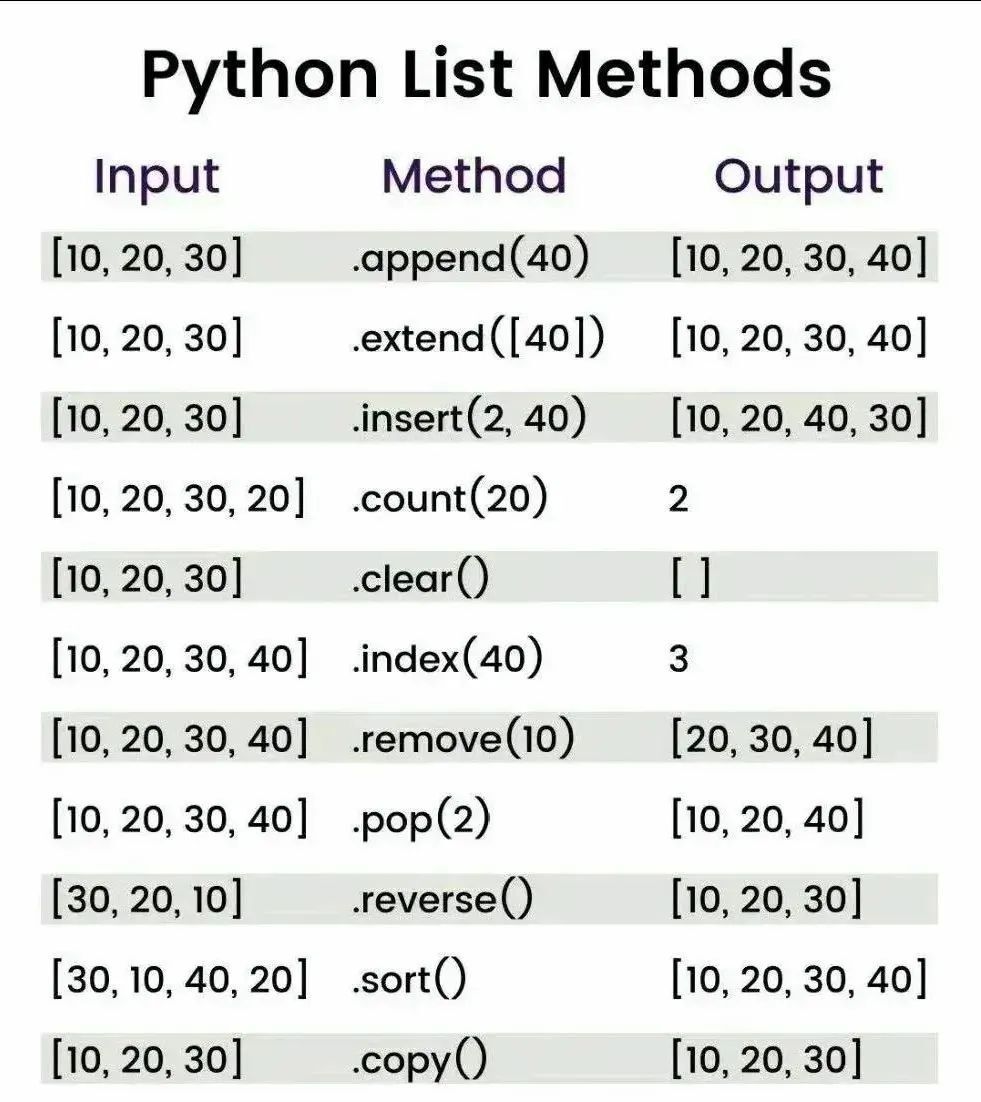 Python List Methods
Input Method Output
[10, 20, 30] .append(40) [10, 20, 30, 40]
[10, 20, 30] .extend([40]) [10, 20, 30, 40]
[10, 20, 30] .insert(2, 40) [10, 20, 40, 30]
[10, 20, 30, 20] .count(20) 2
[10, 20, 30] .clear() [ ]
[10, 20, 30, 40] .index(40) 3
[10, 20, 30, 40] .remove(10) [20, 30, 40]
[10, 20, 30, 40] .pop(2) [10, 20, 40]
[30, 20, 10] .reverse() [10, 20, 30]
[30, 10, 40, 20] .sort() [10, 20, 30, 40]
[10, 20, 30] .copy() [10, 20, 30]